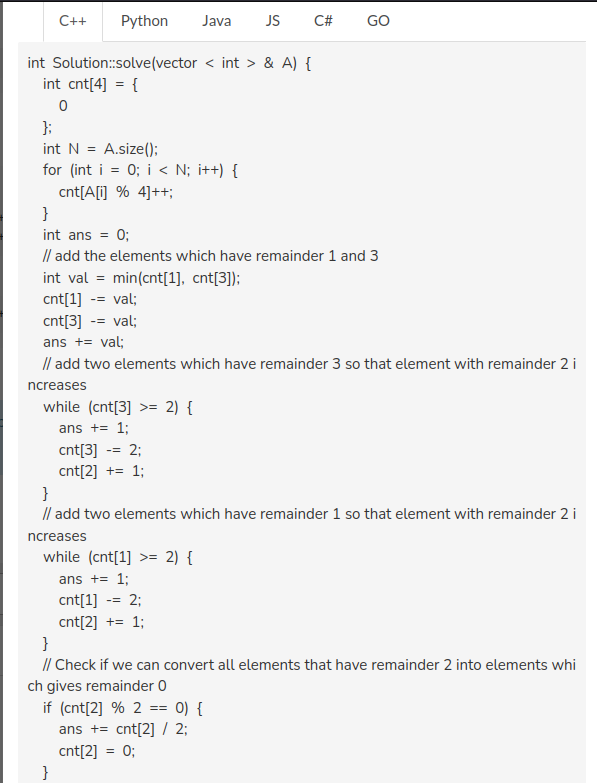 C++ Python Java JS C# GO
int Solution::solve(vector < int > & A) {
int cnt[4] = {
0
};
int N = A.size();
for (int i = 0; i < N; i++) {
cnt[A[i] % 4]++;
}
int ans = 0;
// add the elements which have remainder 1 and 3
int val = min(cnt[1], cnt[3]);
cnt[1] -= val;
cnt[3] -= val;
ans += val;
// add two elements which have remainder 3 so that element with remainder 2 i
ncreases
while (cnt[3] >= 2) {
ans += 1;
cnt[3] -= 2;
cnt[2] += 1;
}
// add two elements which have remainder 1 so that element with remainder 2 i
ncreases
while (cnt[1] >= 2) {
ans += 1;
cnt[1] -= 2;
cnt[2] += 1;
}
// Check if we can convert all elements that have remainder 2 into elements whi
ch gives remainder 0
if (cnt[2] % 2 == 0) {
ans += cnt[2] / 2;
cnt[2] = 0;
}